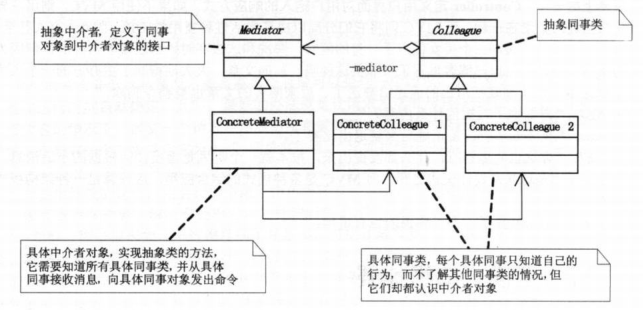 抽象中介者, 定义了同事
对象到中介者对象的接口
Mediator
Colleague
抽象同事类
-mediator
ConcreteMediator
ConcreteColleague 1
ConcreteColleague 2
具体中介者对象, 实现抽象类的方法,
它需要知道所有具体同事类, 并从具体
同事接收消息, 向具体同事对象发出命令
具体同事类, 每个具体同事只知道自己的
行为, 而不了解其他同事类的情况, 但
它们却都认识中介者对象